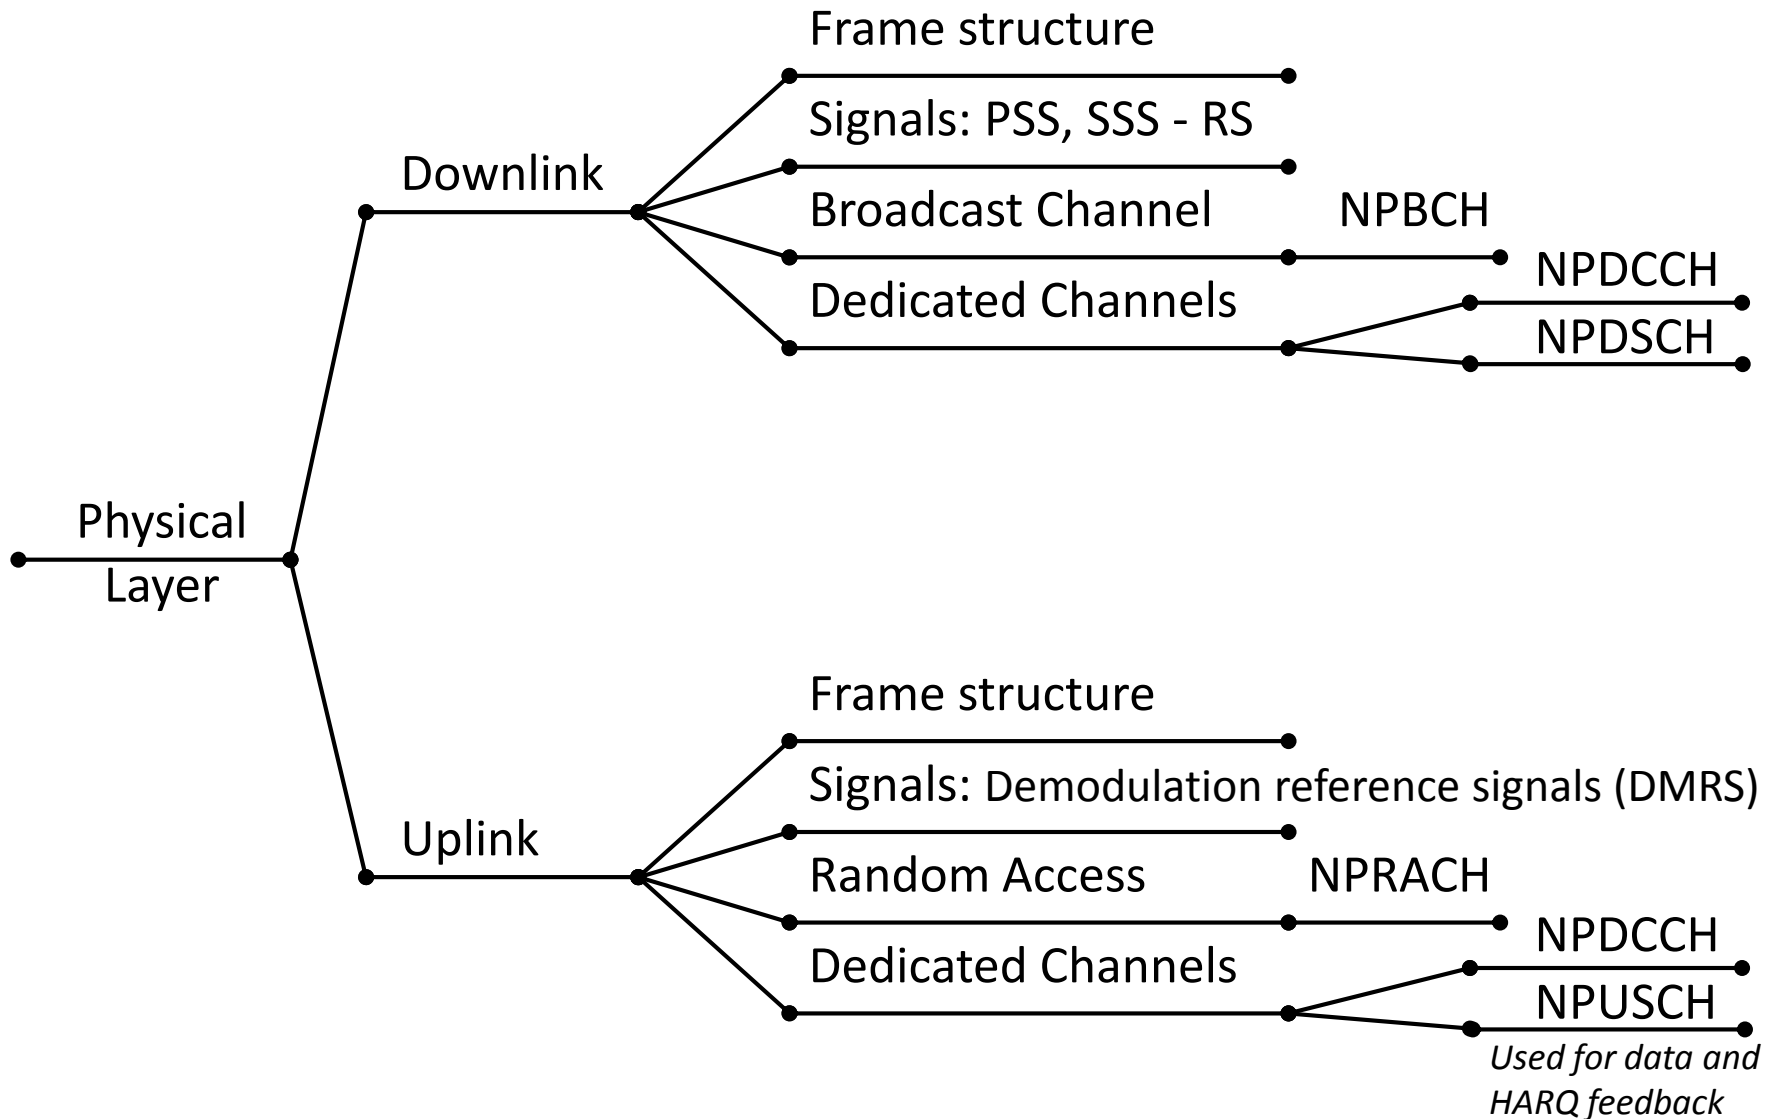 Frame structure
Signals: PSS, SSS - RS
Downlink
Broadcast Channel
NPBCH
NPDCCH
Dedicated Channels
NPDSCH
Physical
Layer
Frame structure
Signals: Demodulation reference signals (DMRS)
Uplink
Random Access
NPRACH
NPDCCH
Dedicated Channels
NPUSCH
Used for data and
HARQ feedback